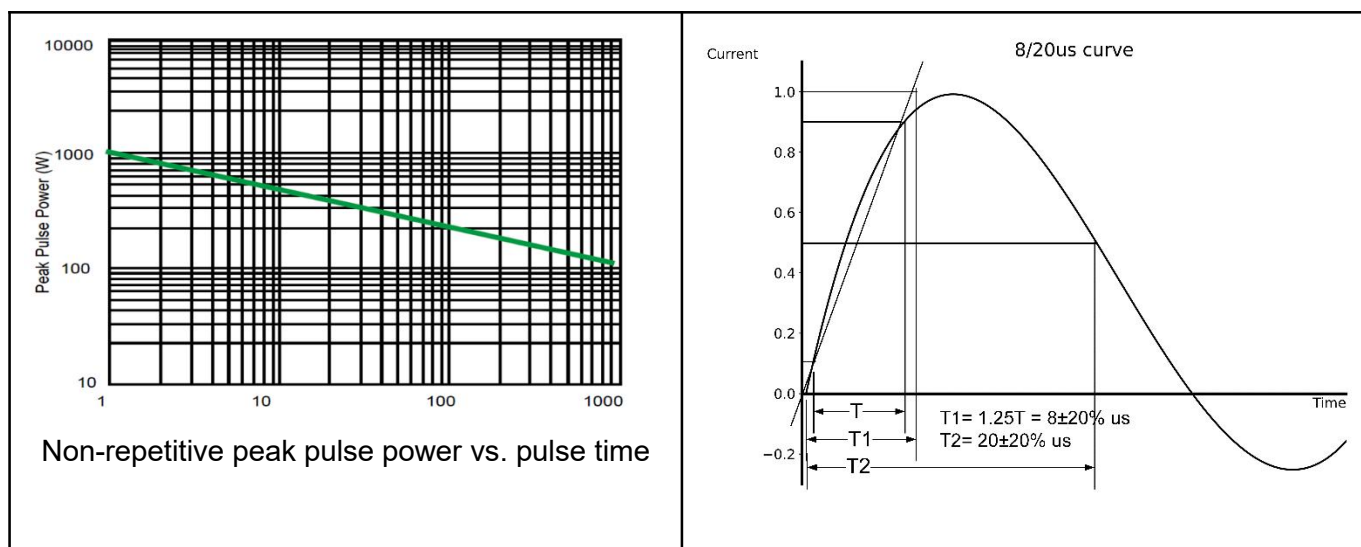 10000
1000
100
10
Peak Pulse Power (W)
1
10
100
1000
Non-repetitive peak pulse power vs. pulse time
8/20us curve
Current
1.0
0.8
0.6
0.4
0.2
0.0
−0.2
Time
T
T1
T2
T1= 1.25T = 8±20% us
T2= 20±20% us